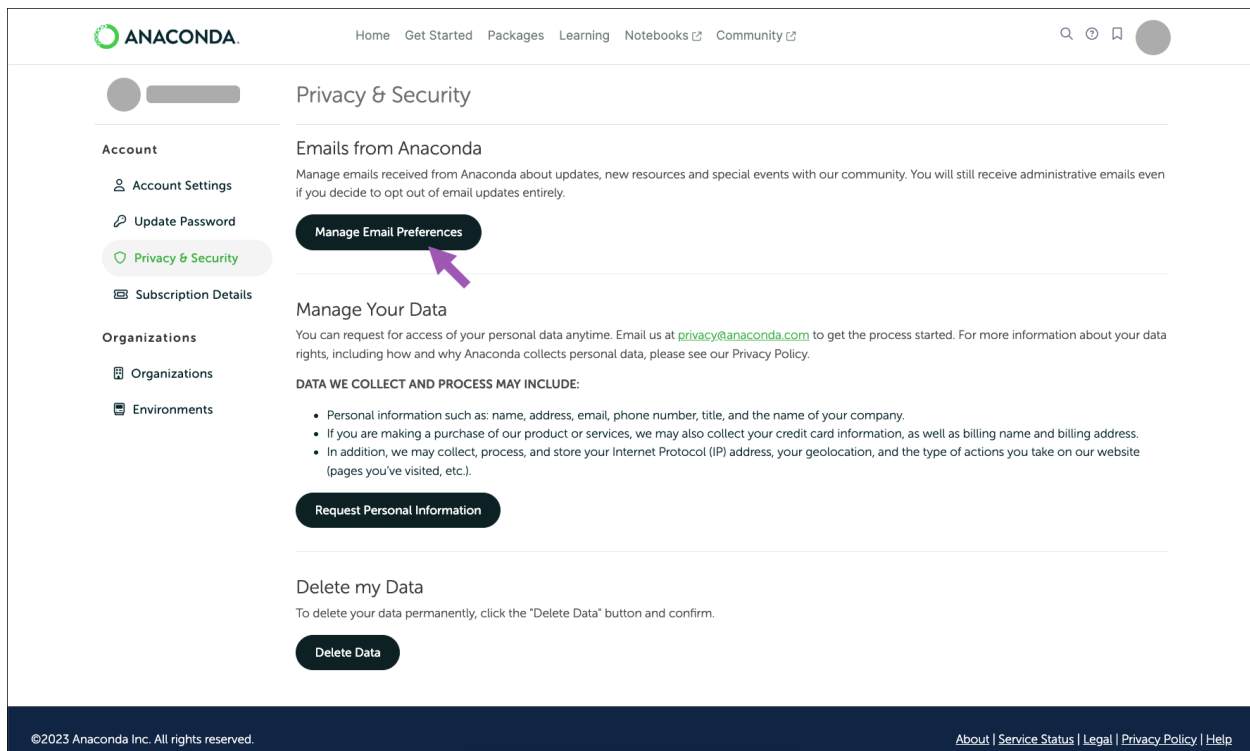 ANACONDA.
Home Get Started Packages Learning Notebooks Community
Privacy & Security
Account
Account Settings
Update Password
Privacy & Security
Subscription Details
Organizations
Organizations
Environments
Emails from Anaconda
Manage emails received from Anaconda about updates, new resources and special events with our community. You will still receive administrative emails even
if you decide to opt out of email updates entirely.
Manage Email Preferences
Manage Your Data
You can request for access of your personal data anytime. Email us at privacy@anaconda.com to get the process started. For more information about your data
rights, including how and why Anaconda collects personal data, please see our Privacy Policy.
DATA WE COLLECT AND PROCESS MAY INCLUDE:
• Personal information such as: name, address, email, phone number, title, and the name of your company.
• If you are making a purchase of our product or services, we may also collect your credit card information, as well as billing name and billing address.
• In addition, we may collect, process, and store your Internet Protocol (IP) address, your geolocation, and the type of actions you take on our website
(pages you've visited, etc.).
Request Personal Information
Delete my Data
To delete your data permanently, click the "Delete Data" button and confirm.
Delete Data
©2023 Anaconda Inc. All rights reserved.
About | Service Status | Legal | Privacy Policy | Help